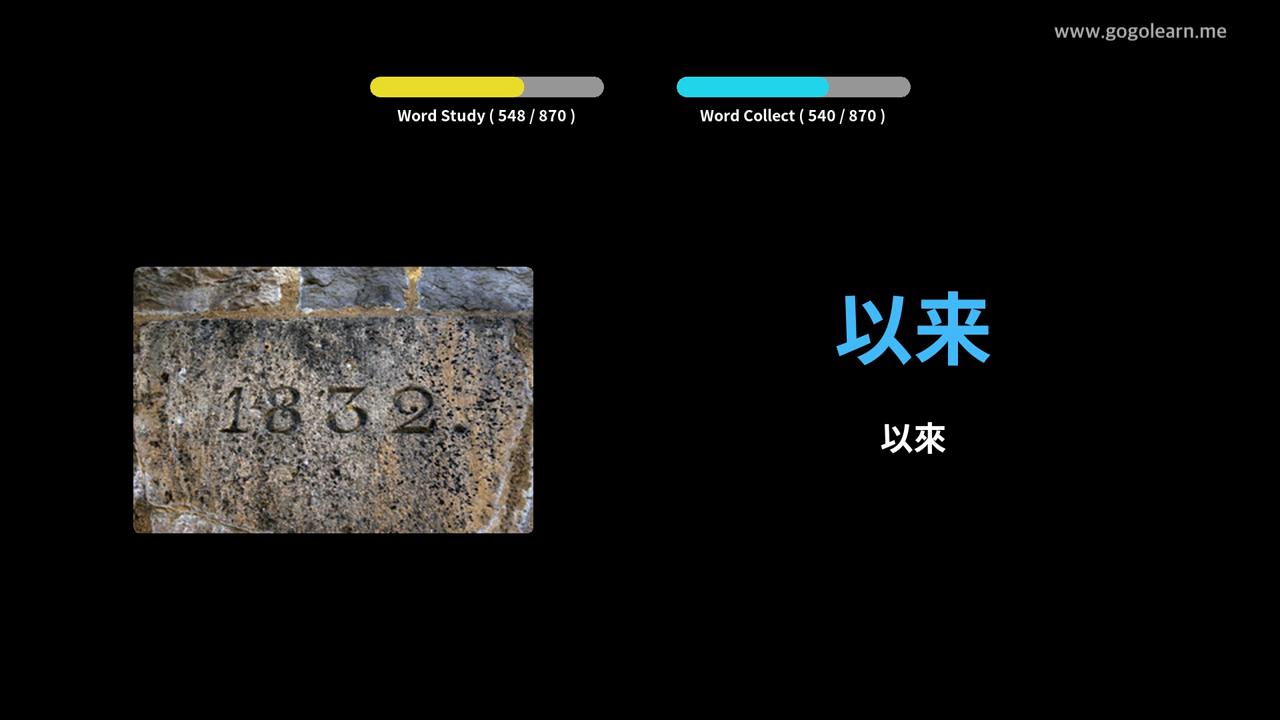 www.gogolearn.me
Word Study ( 548 / 870 )
Word Collect ( 540 / 870 )
1832.
以来
以來